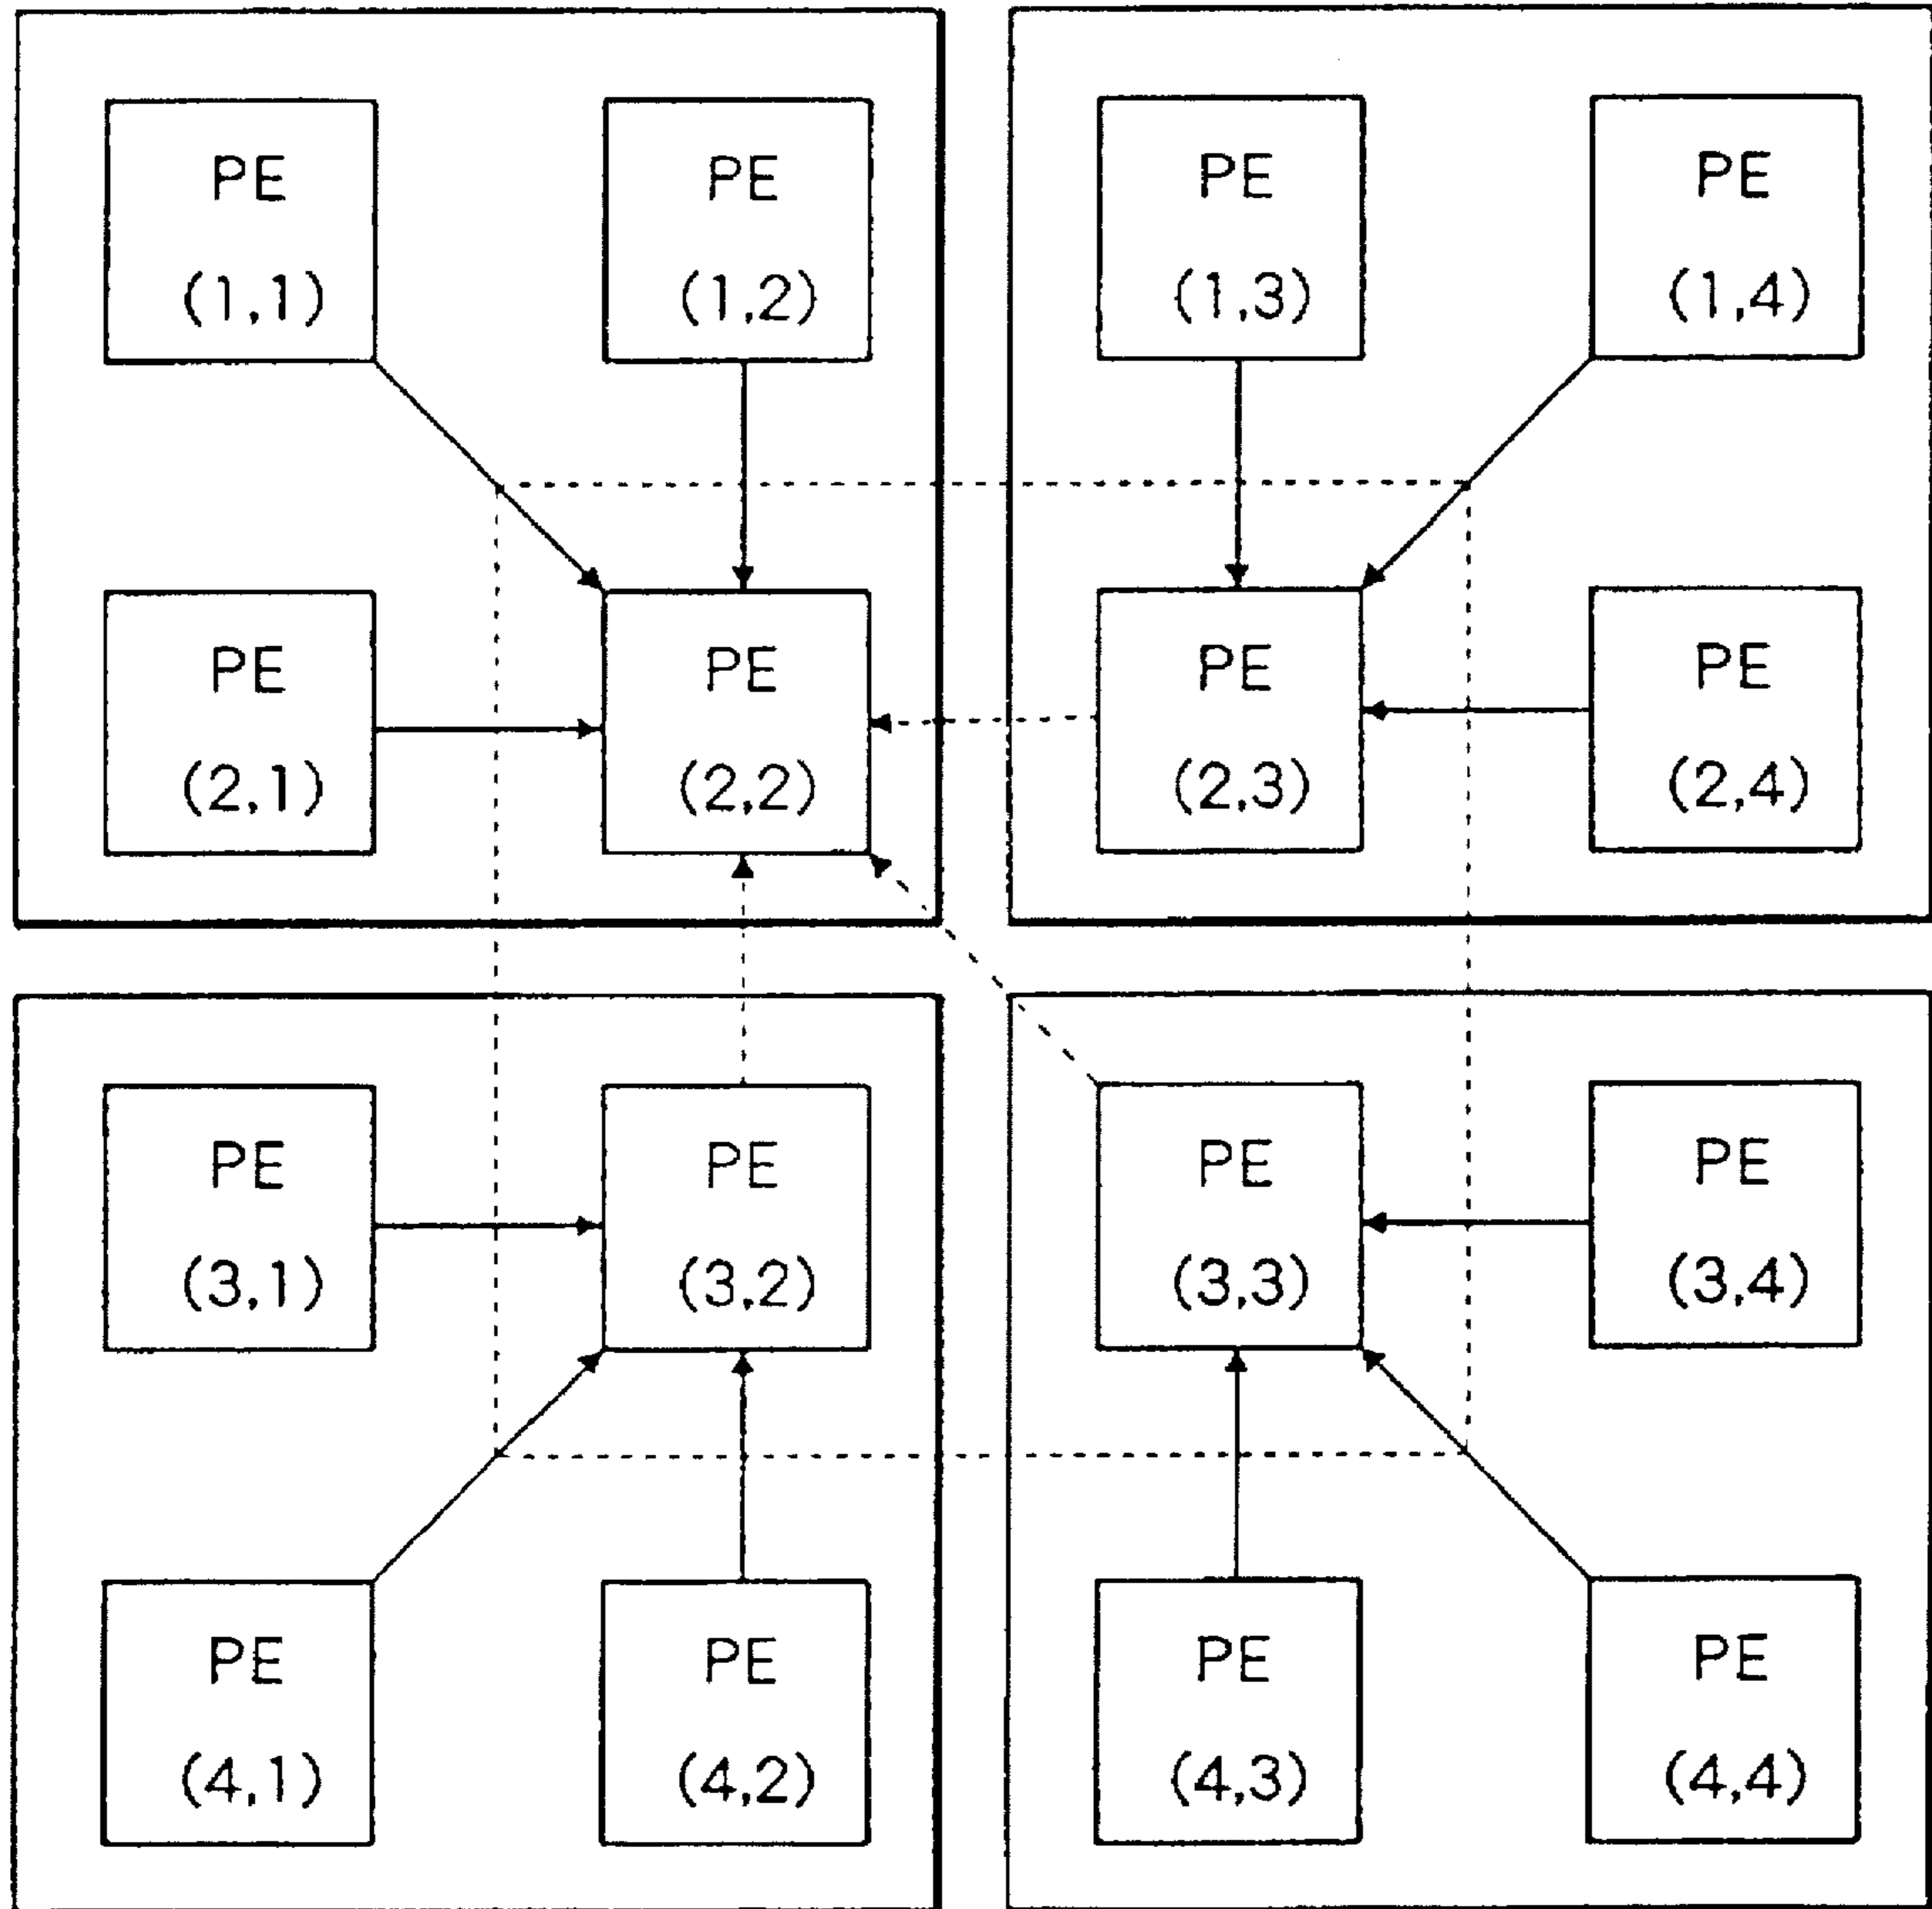 PE
(1,1)
PE
(1,2)
PE
(1,3)
PE
(1,4)
PE
(2,1)
PE
(2,2)
PE
(2,3)
PE
(2,4)
PE
(3,1)
PE
(3,2)
PE
(3,3)
PE
(3,4)
PE
(4,1)
PE
(4,2)
PE
(4,3)
PE
(4,4)